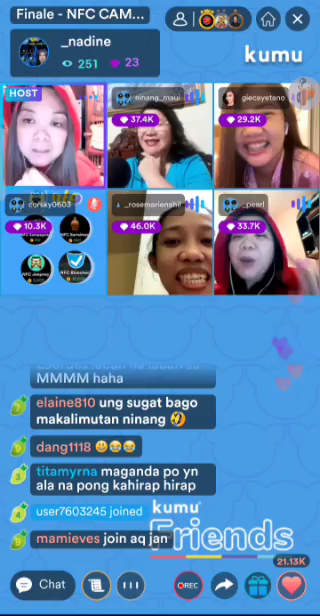 Finale - NFC CAM...
_nadine
251 23
kumu
HOST
ninang_maui
37.4K
giecayetano
29.2K
corsky0603
10.3K
_rosemarienshii
46.0K
_pearl
33.7K
MMMM haha
elaine810 ung sugat bago
makalimutan ninang 🤣
dang1118 😃😂😂
titamyrna maganda po yn
ala na pong kahirap hirap
user7603245 joined
kumu
Friends
mamieves join aq jan
21.13K
Chat
REC